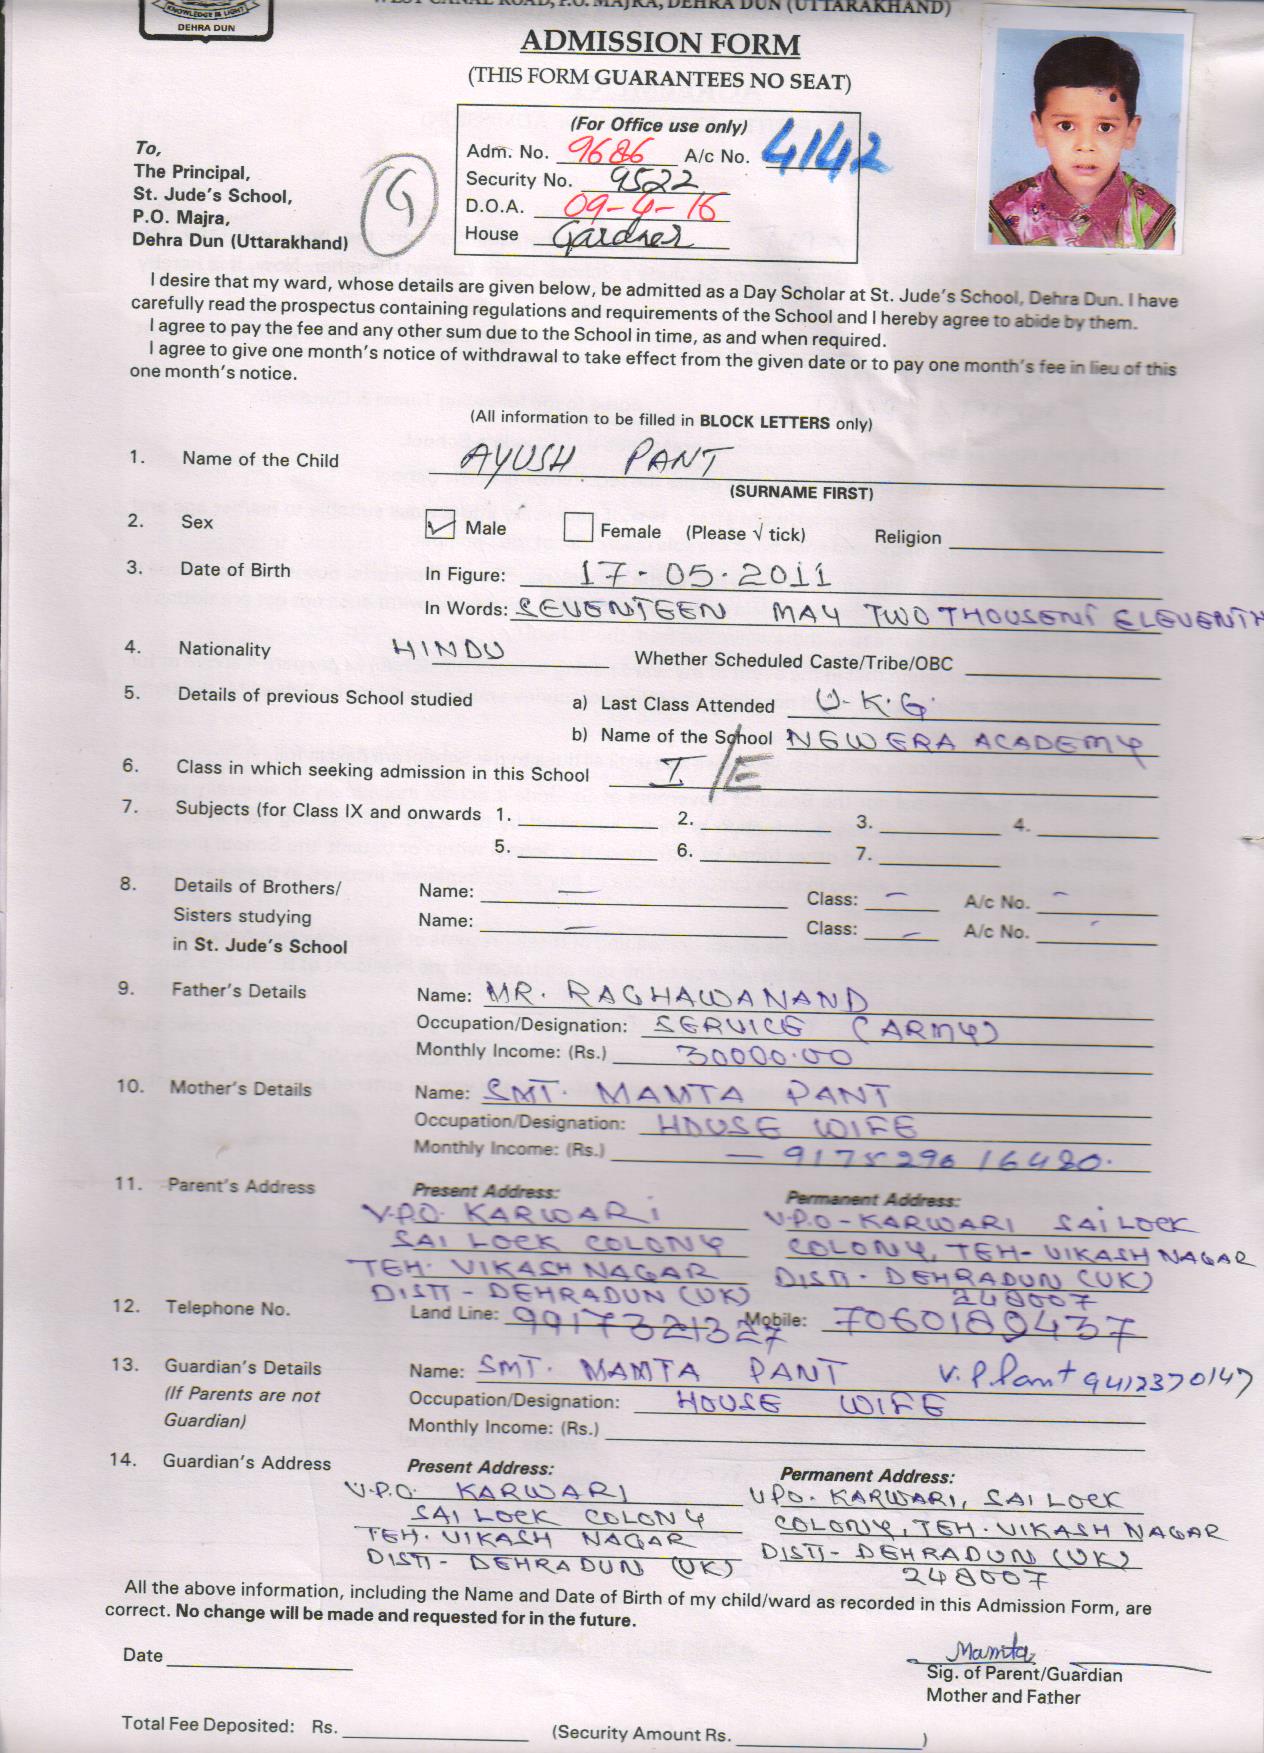 KNOWLEDGE IS LIGHT
DEHRA DUN
WEST CANAL ROAD, P.O. MAJRA, DEHRA DUN (UTTARAKHAND)
ADMISSION FORM
(THIS FORM GUARANTEES NO SEAT)
(For Office use only)
Adm. No. 9686 A/c No. 4142
Security No. 9522
D.O.A. 09-4-16
House Gardner
To,
The Principal,
St. Jude's School,
P.O. Majra,
Dehra Dun (Uttarakhand)
G
I desire that my ward, whose details are given below, be admitted as a Day Scholar at St. Jude's School, Dehra Dun. I have
carefully read the prospectus containing regulations and requirements of the School and I hereby agree to abide by them.
I agree to pay the fee and any other sum due to the School in time, as and when required.
I agree to give one month's notice of withdrawal to take effect from the given date or to pay one month's fee in lieu of this
one month's notice.
(All information to be filled in BLOCK LETTERS only)
1. Name of the Child AYUSH PANT
(SURNAME FIRST)
2. Sex ✓ Male Female (Please √ tick) Religion
3. Date of Birth In Figure: 17-05-2011
In Words: SEVENTEEN MAY TWO THOUSENT ELEVENTH
4. Nationality HINDU Whether Scheduled Caste/Tribe/OBC
5. Details of previous School studied a) Last Class Attended U.K.G.
b) Name of the School NEW ERA ACADEMY
6. Class in which seeking admission in this School I/E
7. Subjects (for Class IX and onwards 1. 2. 3. 4.
5. 6. 7.
8. Details of Brothers/ Name: — Class: — A/c No. —
Sisters studying Name: — Class: — A/c No. —
in St. Jude's School
9. Father's Details Name: MR. RAGHAWANAND
Occupation/Designation: SERVICE (ARMY)
Monthly Income: (Rs.) 30000.00
10. Mother's Details Name: SMT. MAMTA PANT
Occupation/Designation: HOUSE WIFE
Monthly Income: (Rs.) — 917529616480.
11. Parent's Address Present Address: Permanent Address:
V.P.O. KARWARI V.P.O-KARWARI SAI LOCK
SAI LOCK COLONY COLONY, TEH-VIKASH NAGAR
TEH. VIKASH NAGAR DISTT- DEHRADUN (UK)
DISTT- DEHRADUN (UK) 248007
12. Telephone No. Land Line: 9917321327 Mobile: 7060180437
13. Guardian's Details Name: SMT. MAMTA PANT V.P.Pant 9412370147
(If Parents are not Occupation/Designation: HOUSE WIFE
Guardian) Monthly Income: (Rs.)
14. Guardian's Address Present Address: Permanent Address:
V.P.O. KARWARI VPO. KARWARI, SAI LOCK
SAI LOCK COLONY COLONY, TEH. VIKASH NAGAR
TEH. VIKASH NAGAR DISTT- DEHRADUN (UK)
DISTT- DEHRADUN (UK) 248007
All the above information, including the Name and Date of Birth of my child/ward as recorded in this Admission Form, are
correct. No change will be made and requested for in the future.
Date Mamta
Sig. of Parent/Guardian
Mother and Father
Total Fee Deposited: Rs. (Security Amount Rs. )